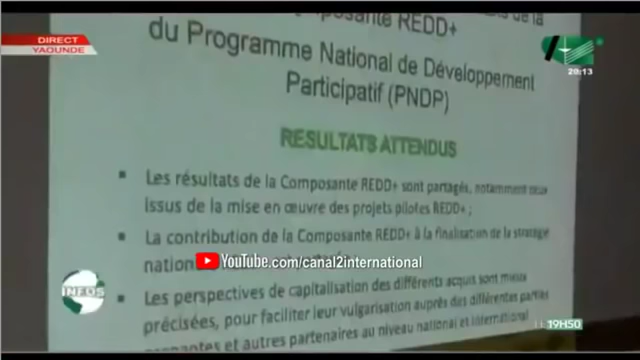 DIRECT
YAOUNDE
20:13
de la
Composante REDD+
du Programme National de Développement
Participatif (PNDP)
RESULTATS ATTENDUS
Les résultats de la Composante REDD+ sont partagés, notamment ceux
issus de la mise en œuvre des projets pilotes REDD+ ;
La contribution de la Composante REDD+ à la finalisation de la stratégie
YouTube.com/canal2international
INFOS
Les perspectives de capitalisation des différents acquis sont mieux
précisées, pour faciliter leur vulgarisation auprès des différentes parties
et autres partenaires au niveau national et international
19H50